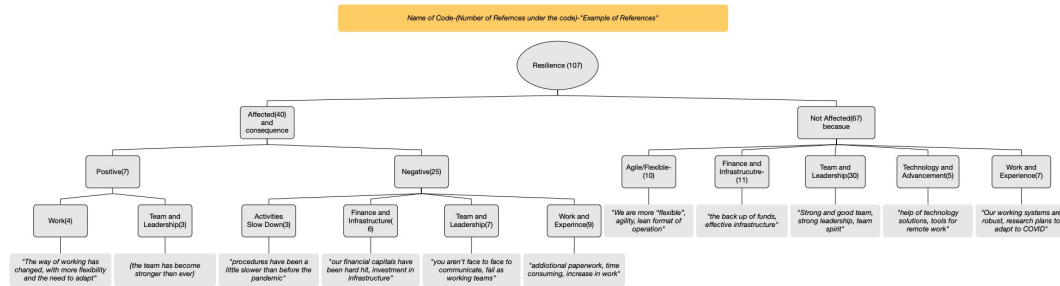 Name of Code-(Number of Refernces under the code)-"Example of References"
Resilience (107)
Affected(40)
and
consequence
Not Affected(67)
becasue
Positive(7)
Negative(25)
Agile/Flexible-
(10)
Finance and
Infrastrucutre-
(11)
Team and
Leadership(30)
Technology and
Advancement(5)
Work and
Experience(7)
Work(4)
Team and
Leadership(3)
Activities
Slow Down(3)
Finance and
Infrastructure(
6)
Team and
Leadership(7)
Work and
Experience(9)
"We are more "flexible",
agility, lean format of
operation"
"the back up of funds,
effective infrastructure"
"Strong and good team,
strong leadership, team
spirit"
"help of technology
solutions, tools for
remote work"
"Our working systems are
robust, research plans to
adapt to COVID"
"The way of working has
changed, with more flexibility
and the need to adapt"
(the team has become
stronger then ever)
"procedures have been a
little slower than before the
pandemic"
"our financial capitals have
been hard hit, investment in
infrastructure"
"you aren't face to face to
communicate, fail as
working teams"
"addiotional paperwork, time
consuming, increase in work"